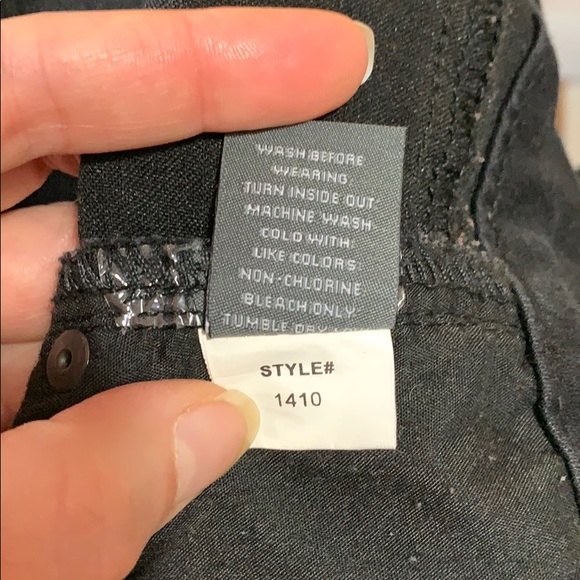 WASH BEFORE
WEARING
TURN INSIDE OUT
MACHINE WASH
COLD WITH
LIKE COLORS
NON-CHLORINE
BLEACH ONLY
TUMBLE DRY
STYLE#
1410